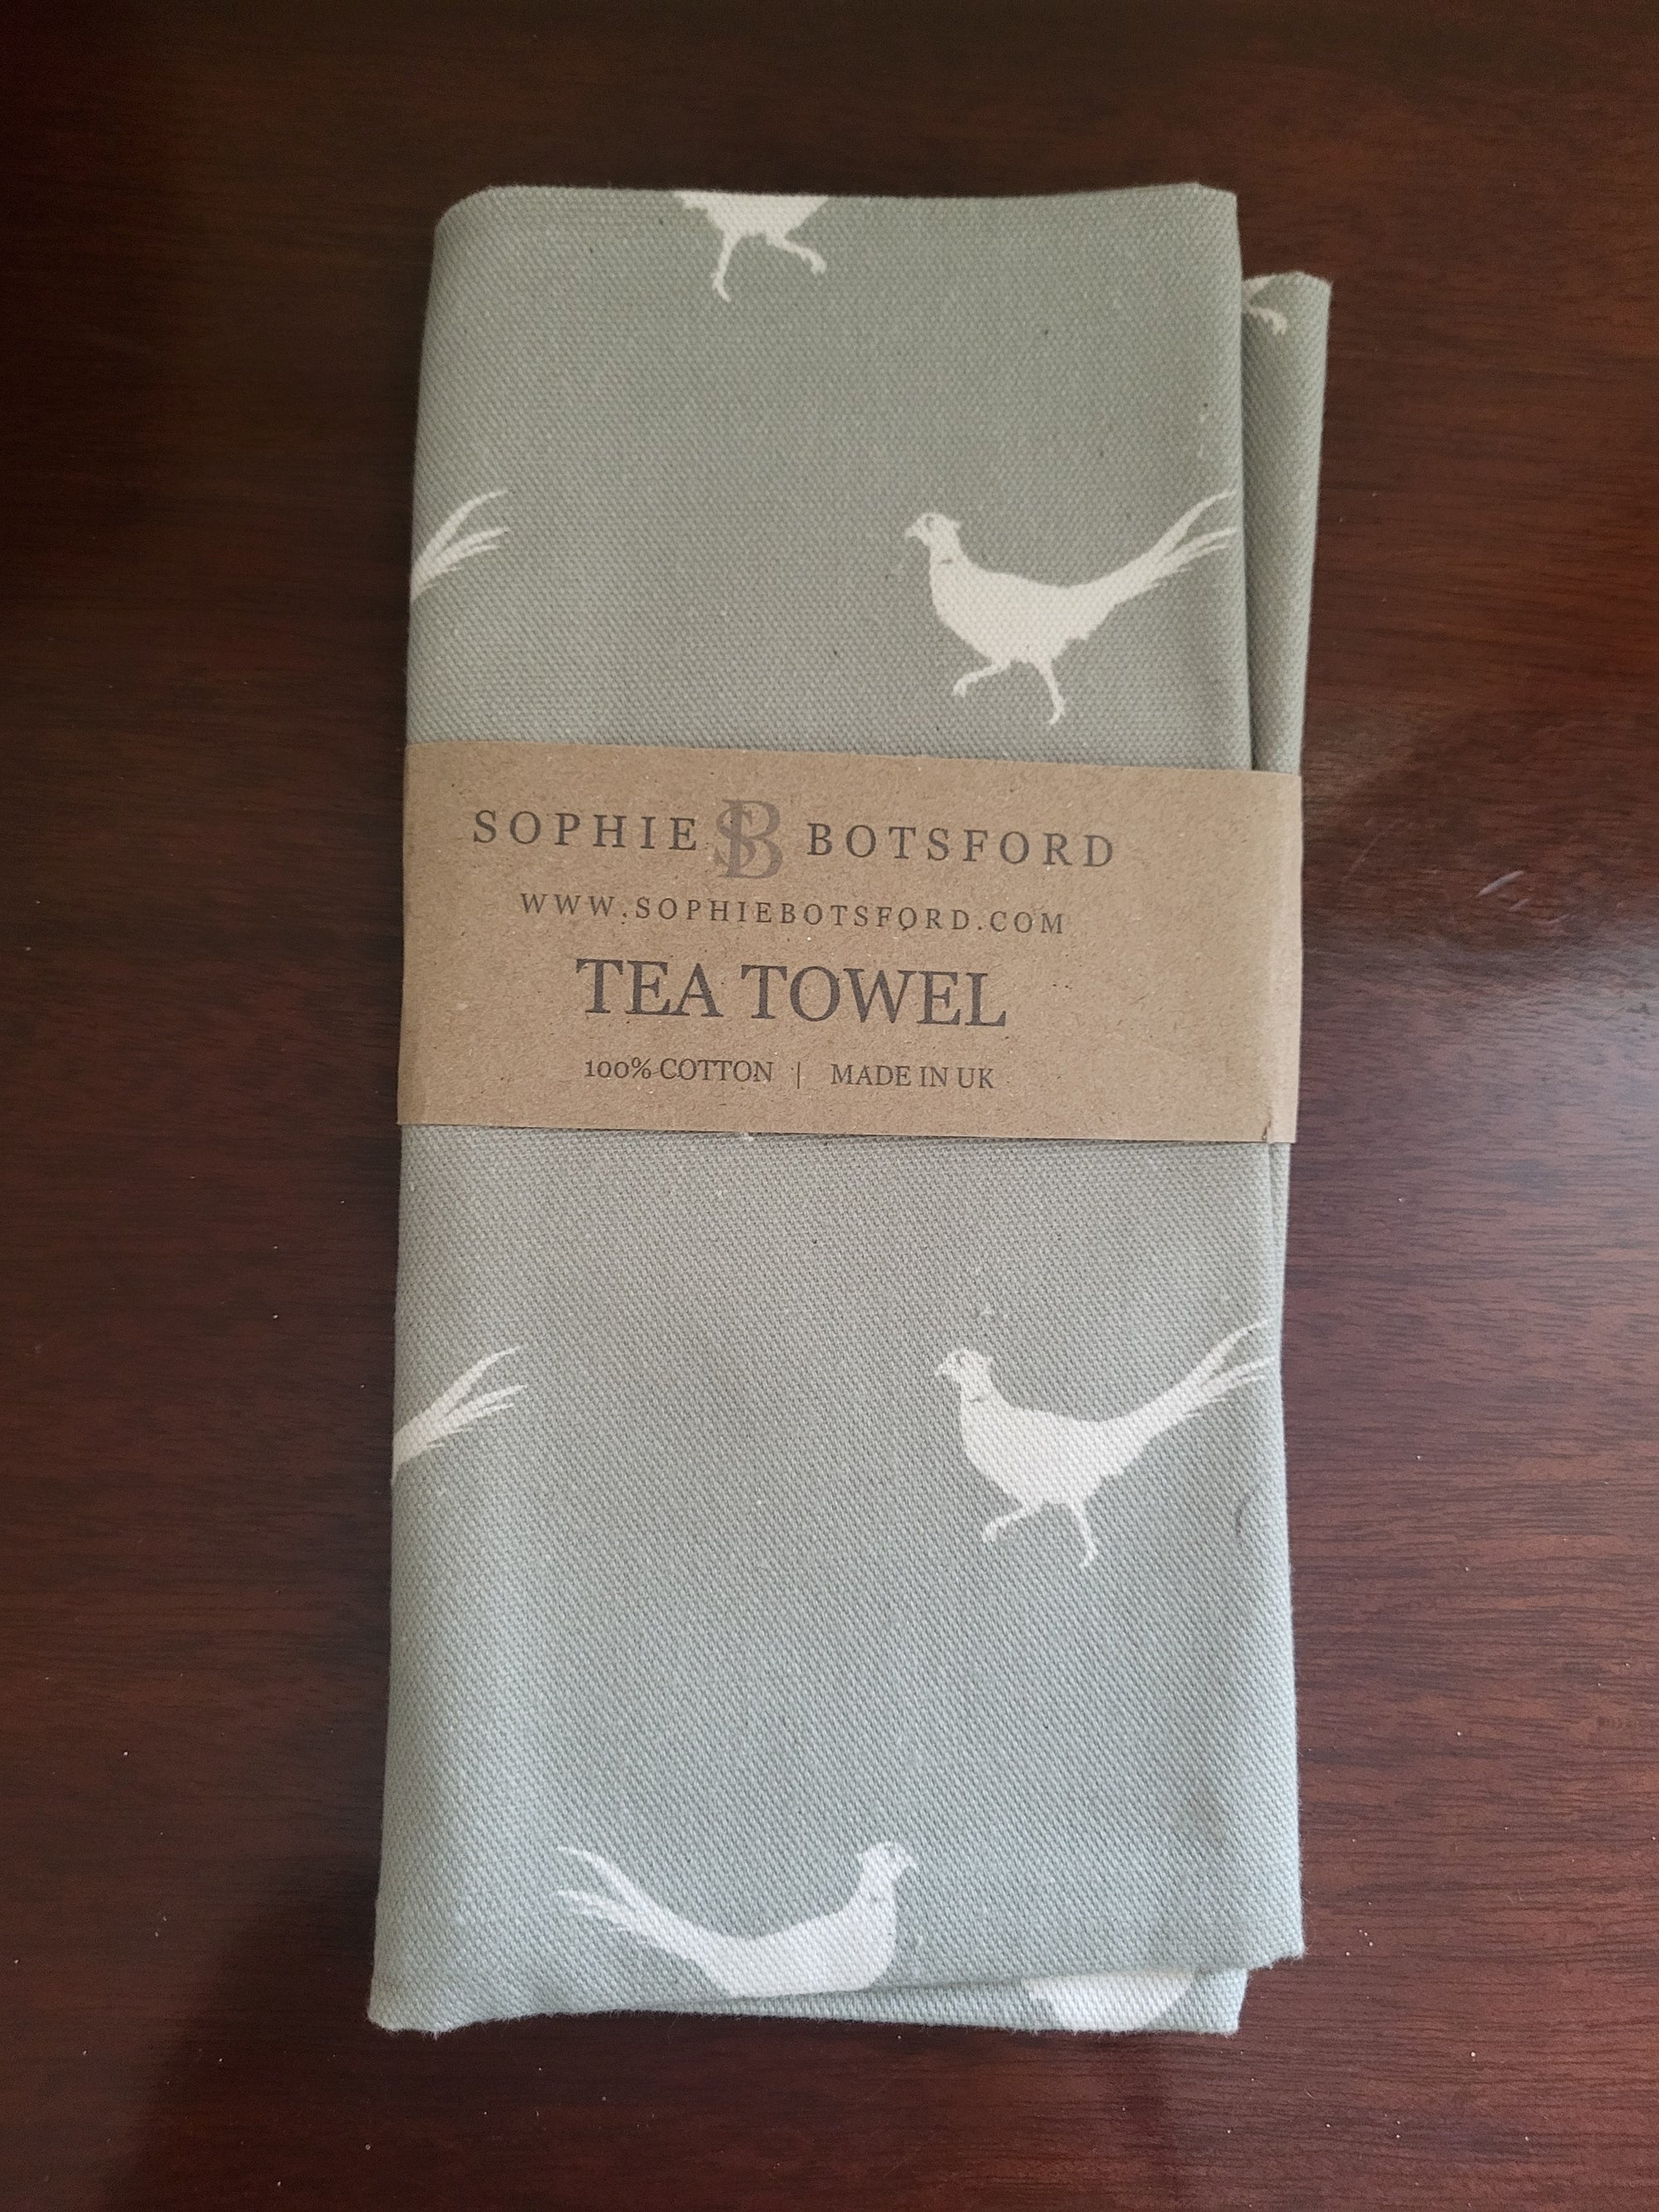 SOPHIE SB BOTSFORD
WWW.SOPHIEBOTSFORD.COM
TEA TOWEL
100% COTTON | MADE IN UK